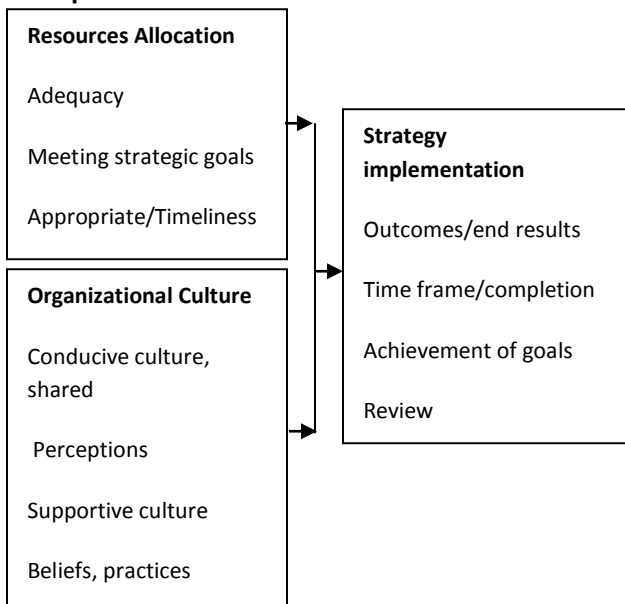 Resources Allocation
Adequacy
Meeting strategic goals
Appropriate/Timeliness
Organizational Culture
Conducive culture,
shared
Perceptions
Supportive culture
Beliefs, practices
Strategy
implementation
Outcomes/end results
Time frame/completion
Achievement of goals
Review